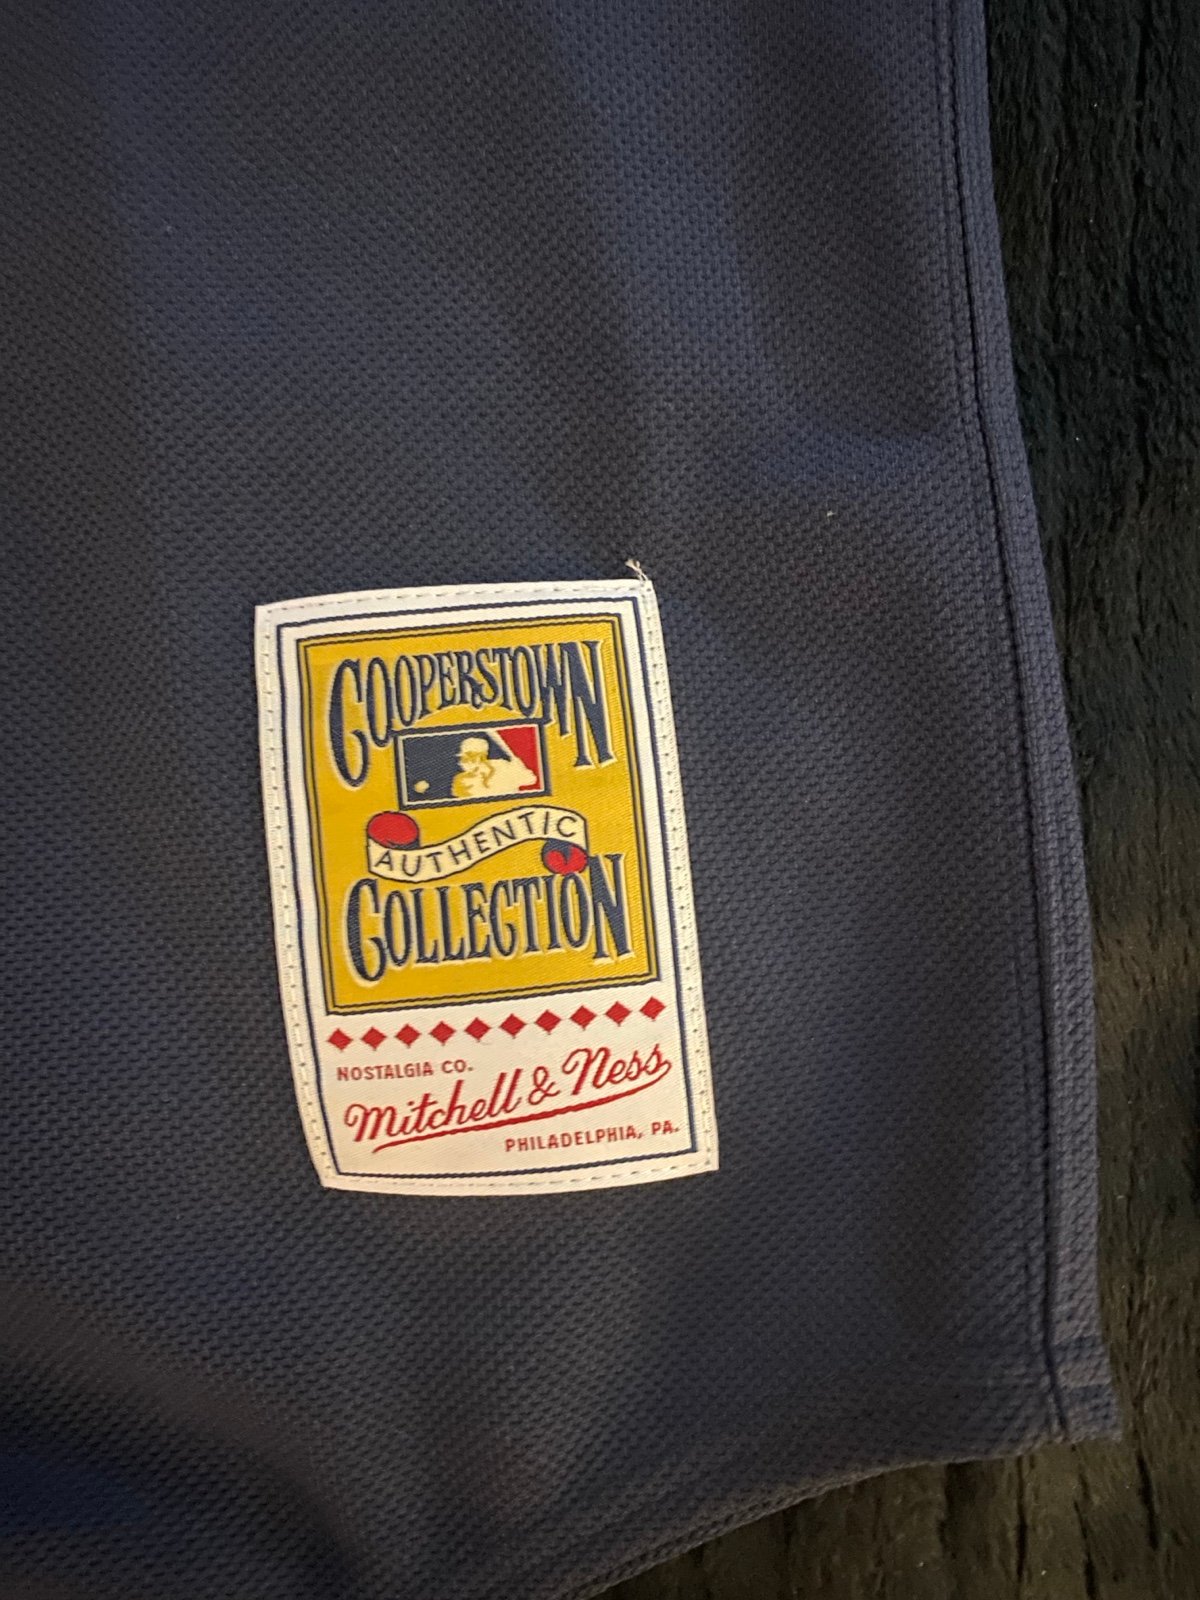 COOPERSTOWN
AUTHENTIC
COLLECTION
NOSTALGIA CO.
Mitchell & Ness
PHILADELPHIA, PA.